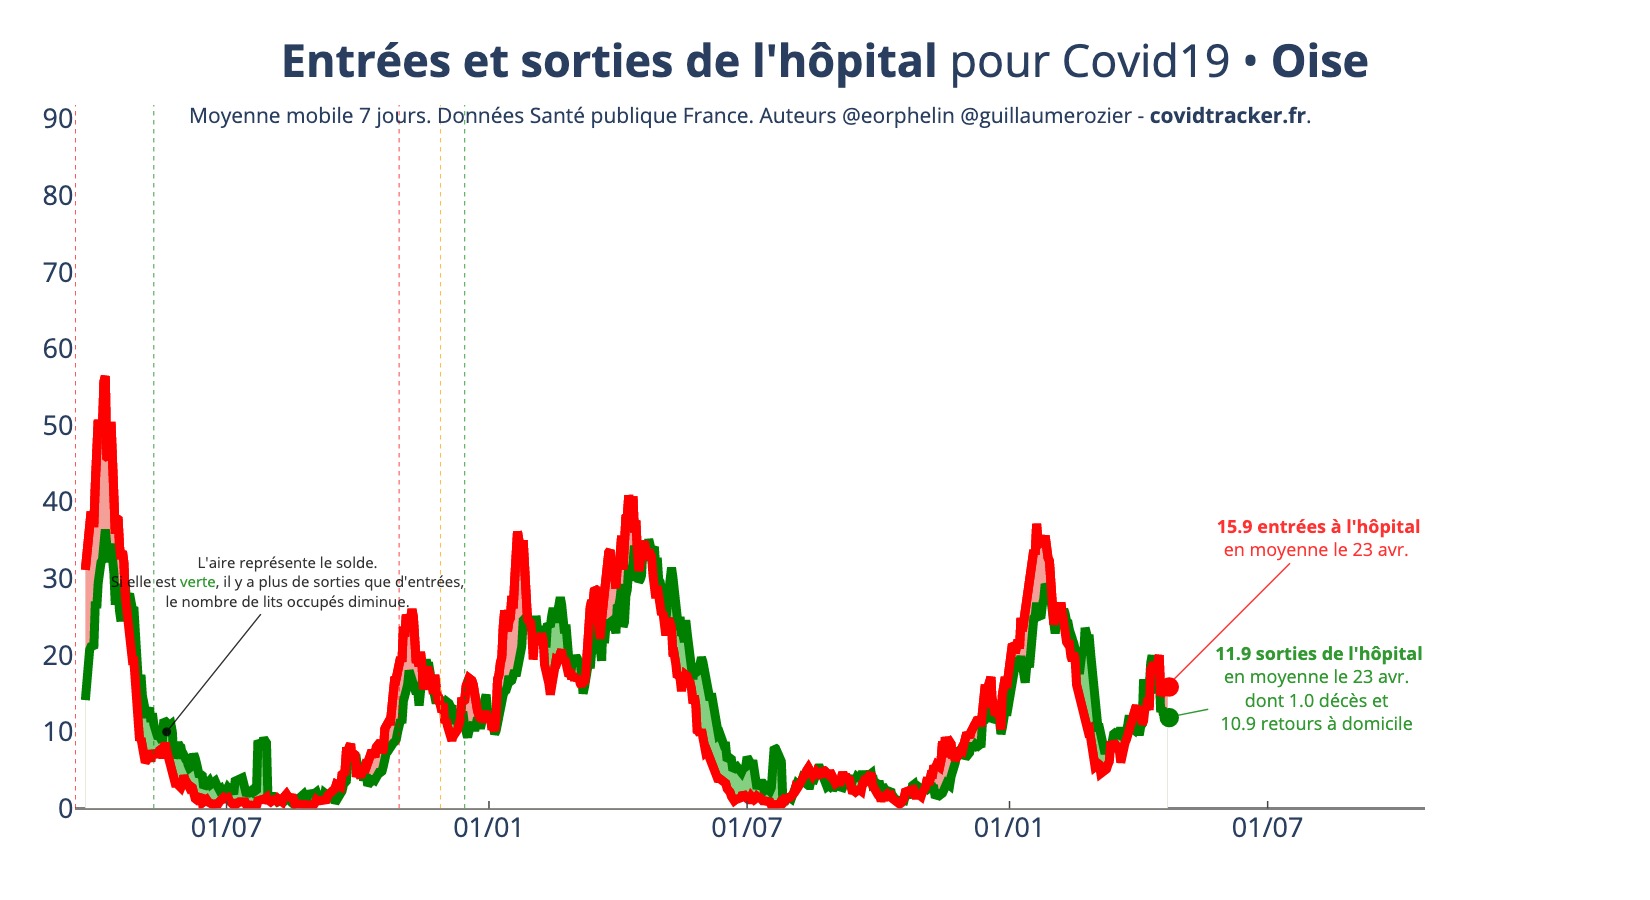 Entrées et sorties de l'hôpital pour Covid19 • Oise
Moyenne mobile 7 jours. Données Santé publique France. Auteurs @eorphelin @guillaumerozier - covidtracker.fr.
90
80
70
60
50
40
30
20
10
0
L'aire représente le solde.
Si elle est verte, il y a plus de sorties que d'entrées,
le nombre de lits occupés diminue.
15.9 entrées à l'hôpital
en moyenne le 23 avr.
11.9 sorties de l'hôpital
en moyenne le 23 avr.
dont 1.0 décès et
10.9 retours à domicile
01/07
01/01
01/07
01/01
01/07